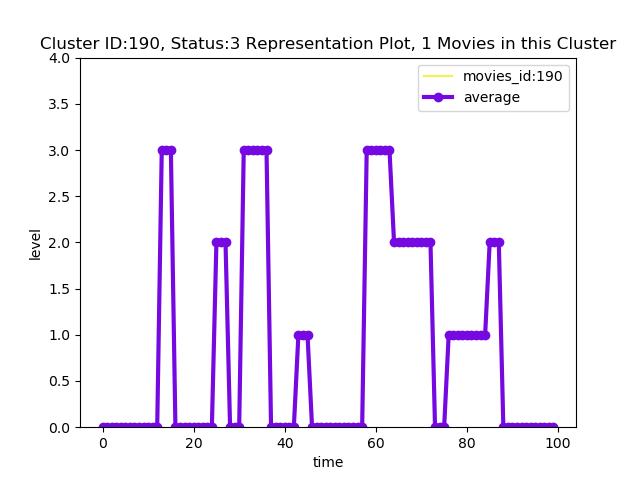 Cluster ID:190, Status:3 Representation Plot, 1 Movies in this Cluster
4.0
3.5
3.0
2.5
2.0
1.5
1.0
0.5
0.0
level
movies_id:190
average
0 20 40 60 80 100
time